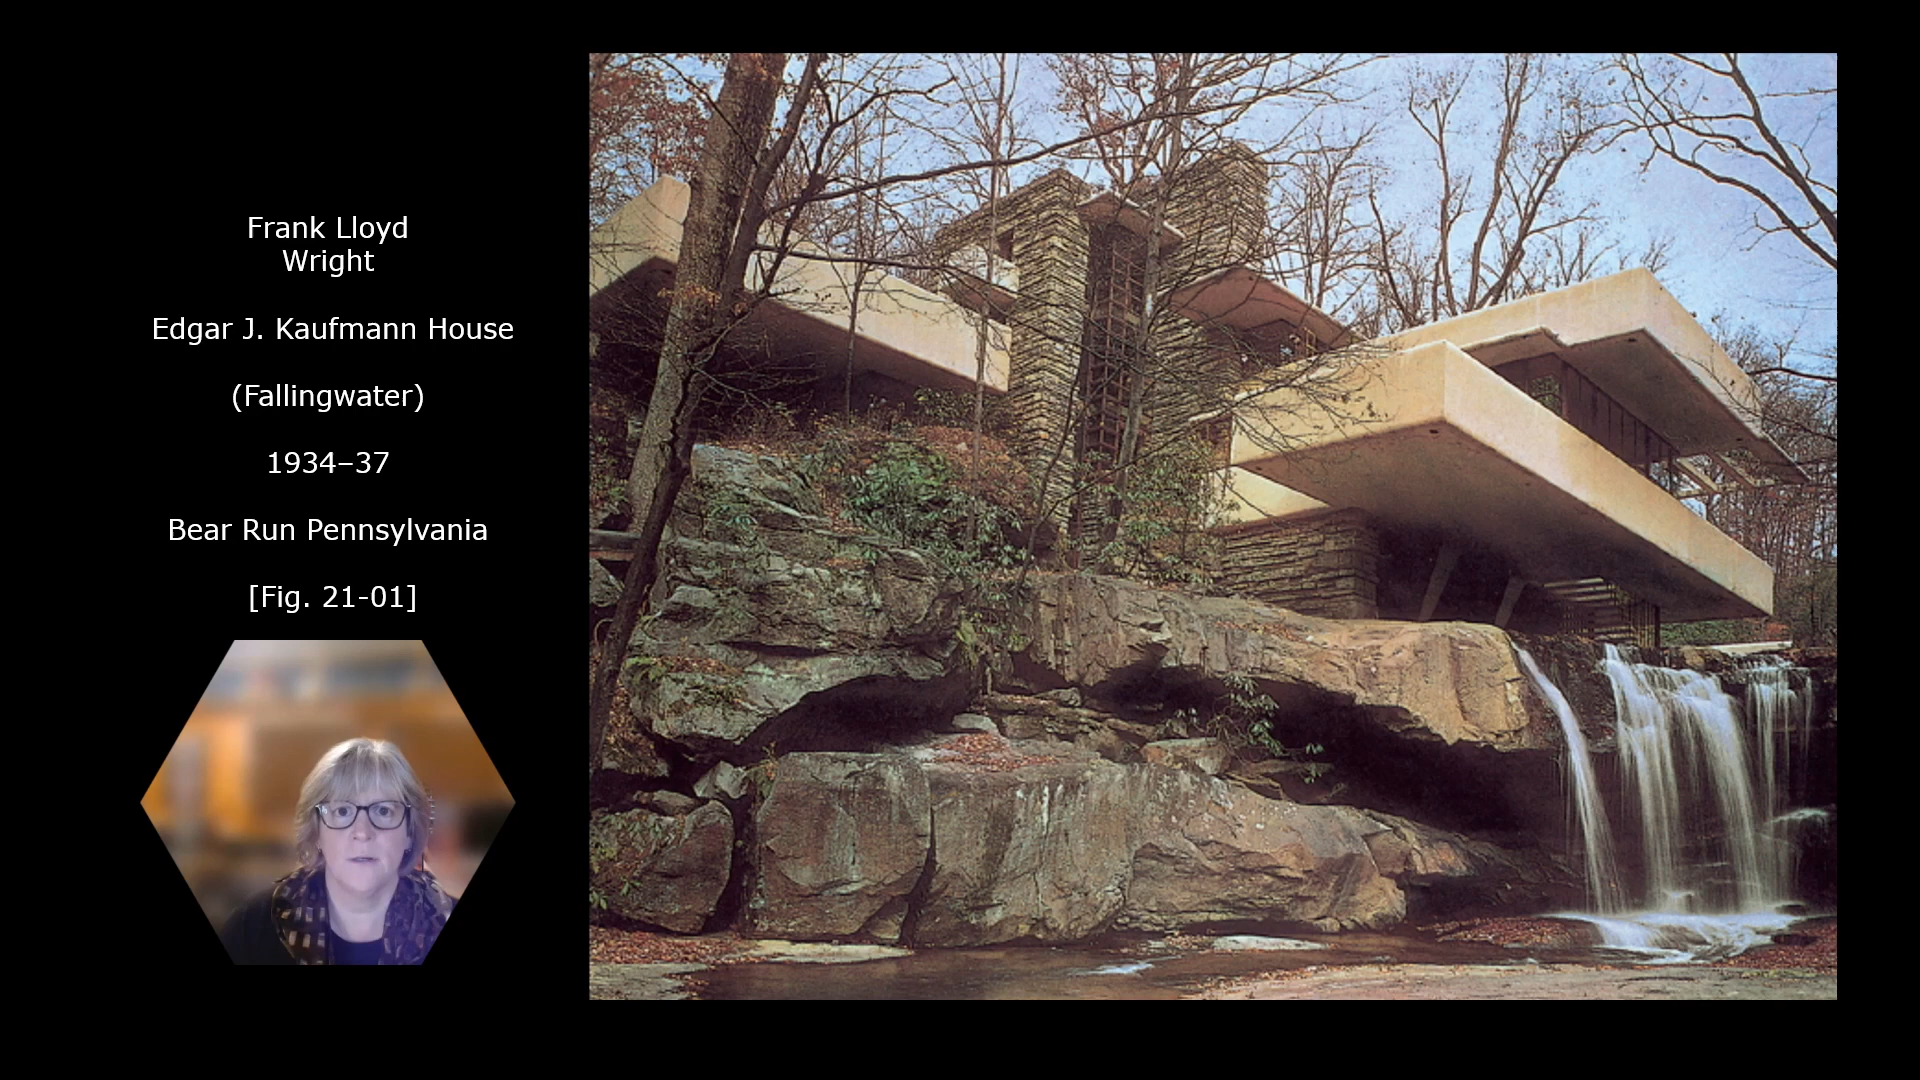 Frank Lloyd
Wright
Edgar J. Kaufmann House
(Fallingwater)
1934–37
Bear Run Pennsylvania
[Fig. 21-01]